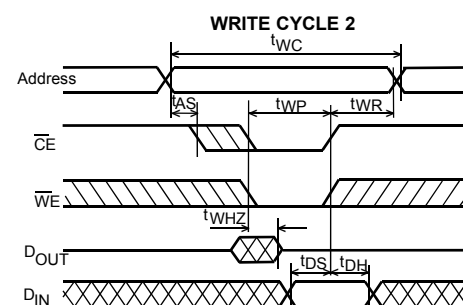 WRITE CYCLE 2
tWC
Address
tAS tWP tWR
CE
WE
tWHZ
DOUT
tDS tDH
DIN